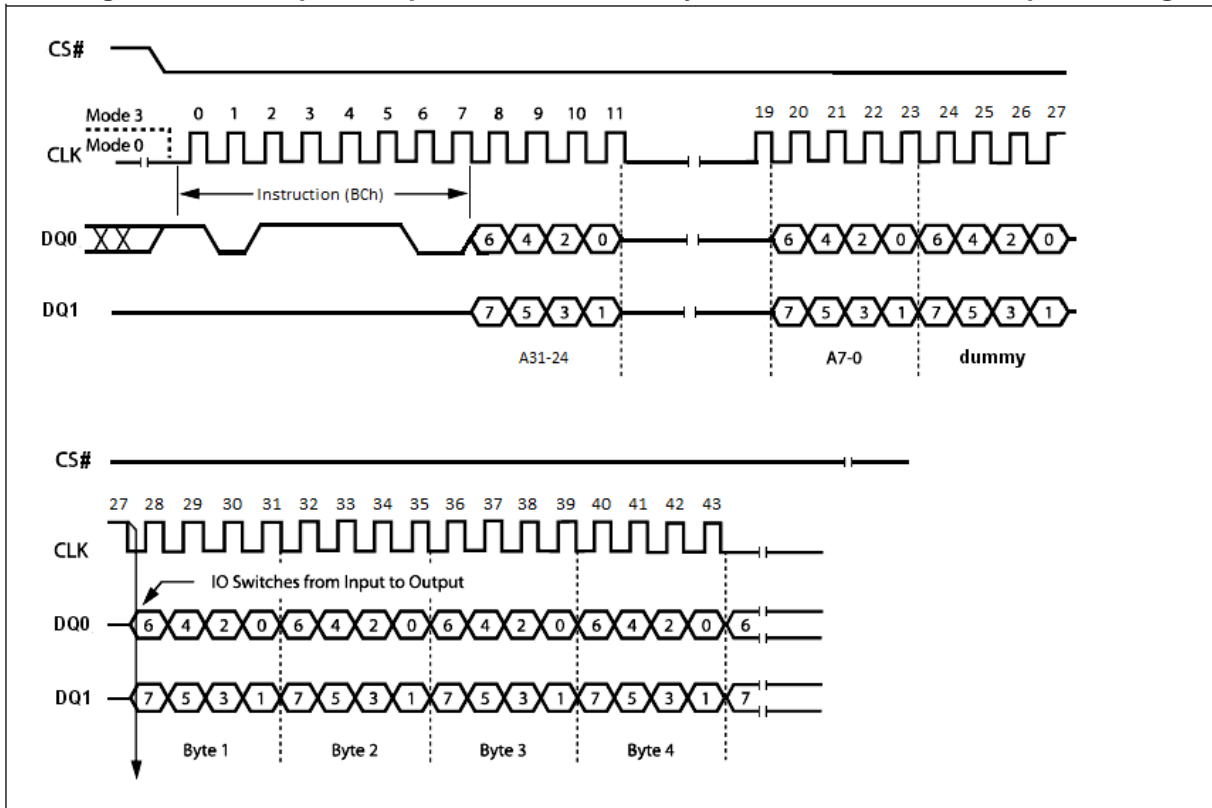 CS#
Mode 3 0 1 2 3 4 5 6 7 8 9 10 11 19 20 21 22 23 24 25 26 27
CLK Mode 0
Instruction (BCh)
DQ0 6 4 2 0 6 4 2 0 6 4 2 0
DQ1 7 5 3 1 7 5 3 1 7 5 3 1
A31-24 A7-0 dummy
CS#
27 28 29 30 31 32 33 34 35 36 37 38 39 40 41 42 43
CLK
IO Switches from Input to Output
DQ0 6 4 2 0 6 4 2 0 6 4 2 0 6 4 2 0 6
DQ1 7 5 3 1 7 5 3 1 7 5 3 1 7 5 3 1 7
Byte 1 Byte 2 Byte 3 Byte 4